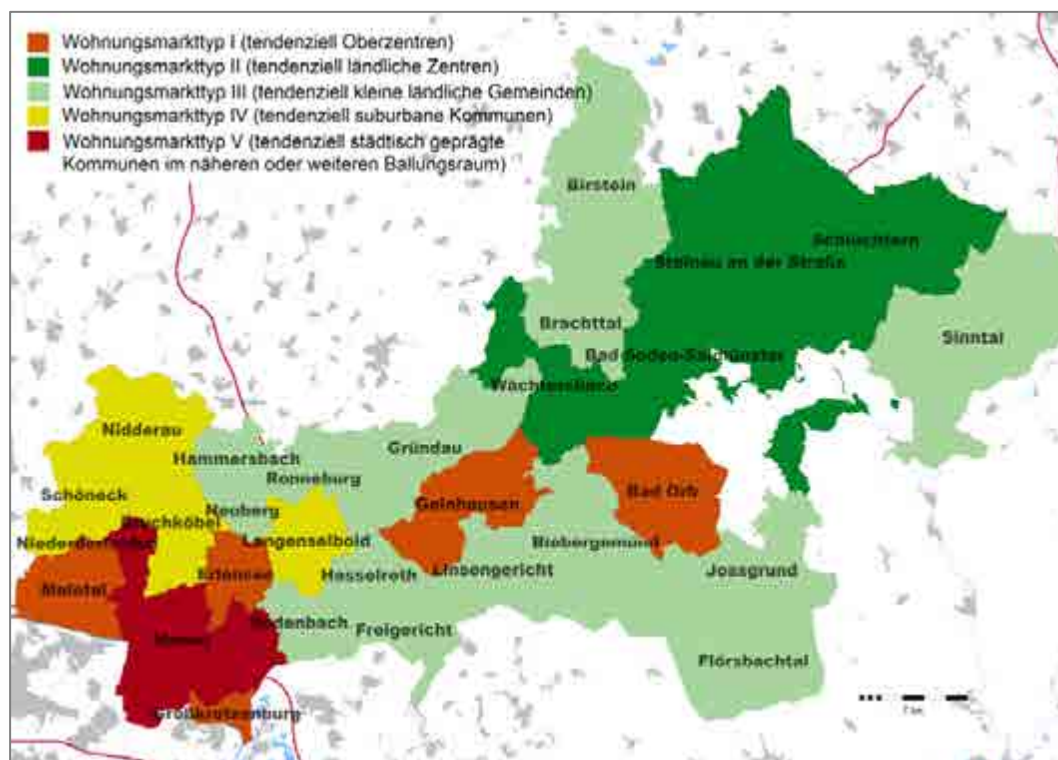 Wohnungsmarkttyp I (tendenziell Oberzentren)
Wohnungsmarkttyp II (tendenziell ländliche Zentren)
Wohnungsmarkttyp III (tendenziell kleine ländliche Gemeinden)
Wohnungsmarkttyp IV (tendenziell suburbane Kommunen)
Wohnungsmarkttyp V (tendenziell städtisch geprägte
Kommunen im näheren oder weiteren Ballungsraum)
Birstein
Schlüchtern
Steinau an der Straße
Brachttal
Sinntal
Bad Soden-Salmünster
Wächtersbach
Nidderau
Gründau
Hammersbach
Ronneburg
Schöneck
Gelnhausen
Bad Orb
Neuberg
Bruchköbel
Niederdorfelden
Langenselbold
Biebergemünd
Linsengericht
Jossgrund
Erlensee
Hasselroth
Maintal
Rodenbach
Freigericht
Hanau
Flörsbachtal
Großkrotzenburg